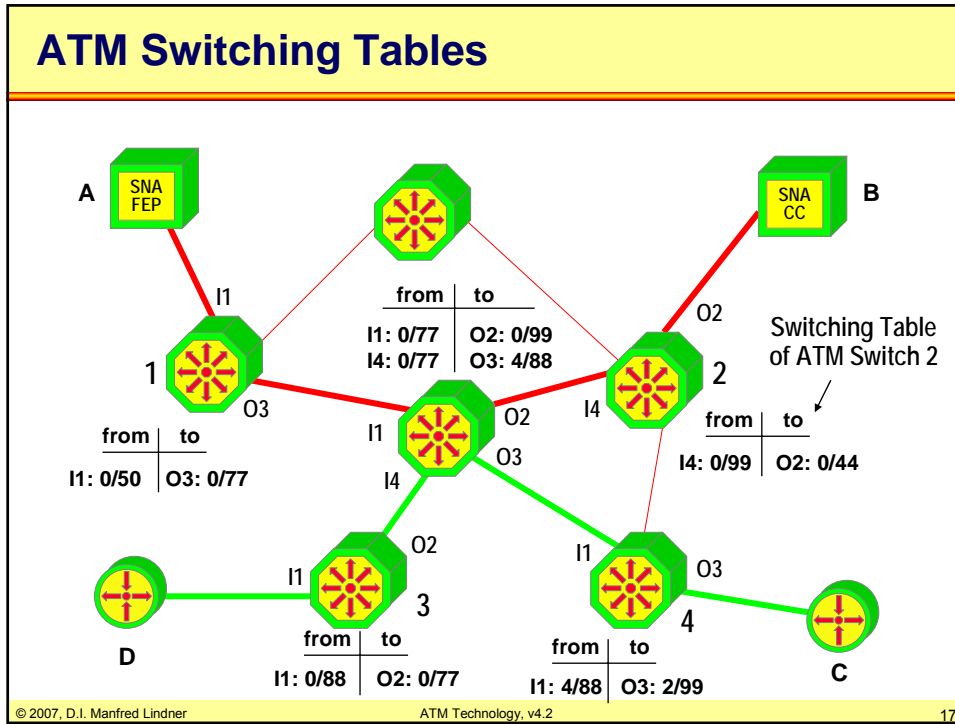 ATM Switching Tables
A
SNA
FEP
SNA
CC
B
I1
from to
I1: 0/77 O2: 0/99
I4: 0/77 O3: 4/88
O2
Switching Table
of ATM Switch 2
1
2
O3
I1
O2
I4
from to
I1: 0/50 O3: 0/77
O3
from to
I4: 0/99 O2: 0/44
I4
O2
I1
3
I1
O3
4
D
from to
I1: 0/88 O2: 0/77
from to
I1: 4/88 O3: 2/99
C
© 2007, D.I. Manfred Lindner ATM Technology, v4.2 17